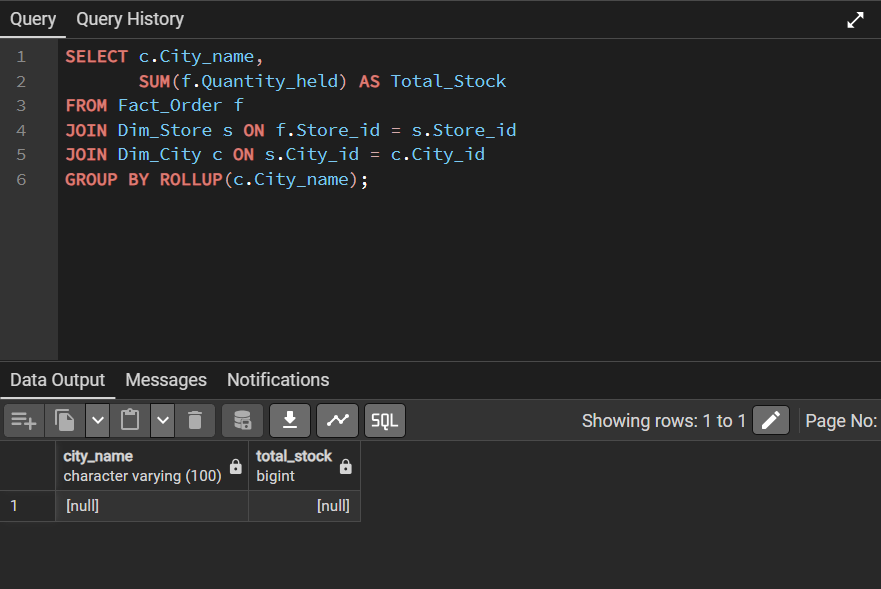 Query Query History
1 SELECT c.City_name,
2 SUM(f.Quantity_held) AS Total_Stock
3 FROM Fact_Order f
4 JOIN Dim_Store s ON f.Store_id = s.Store_id
5 JOIN Dim_City c ON s.City_id = c.City_id
6 GROUP BY ROLLUP(c.City_name);
Data Output Messages Notifications
SQL Showing rows: 1 to 1 Page No:
city_name total_stock
character varying (100) bigint
1 [null] [null]